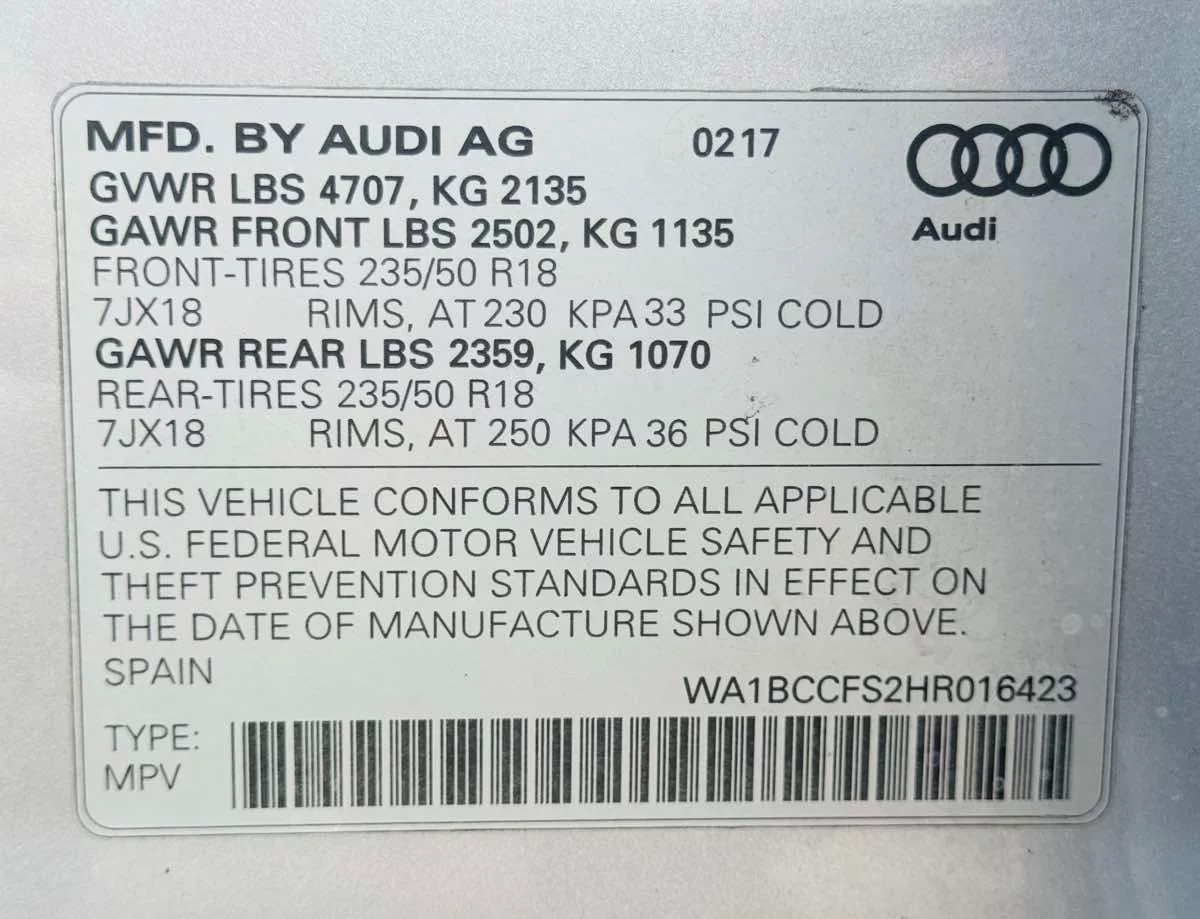 MFD. BY AUDI AG 0217
GVWR LBS 4707, KG 2135
GAWR FRONT LBS 2502, KG 1135
Audi
FRONT-TIRES 235/50 R18
7JX18 RIMS, AT 230 KPA 33 PSI COLD
GAWR REAR LBS 2359, KG 1070
REAR-TIRES 235/50 R18
7JX18 RIMS, AT 250 KPA 36 PSI COLD
THIS VEHICLE CONFORMS TO ALL APPLICABLE
U.S. FEDERAL MOTOR VEHICLE SAFETY AND
THEFT PREVENTION STANDARDS IN EFFECT ON
THE DATE OF MANUFACTURE SHOWN ABOVE.
SPAIN
WA1BCCFS2HR016423
TYPE:
MPV